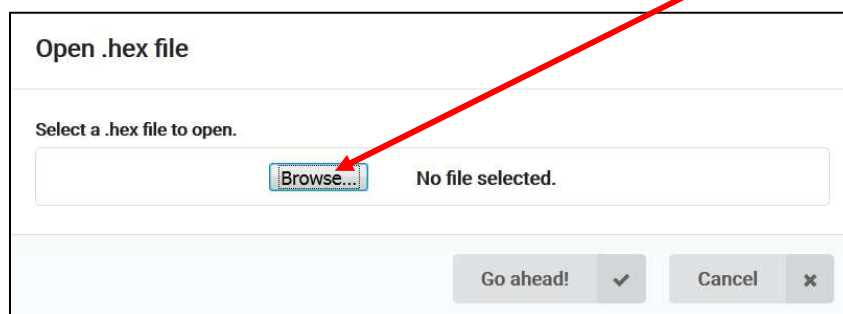 Open .hex file
Select a .hex file to open.
Browse... No file selected.
Go ahead! Cancel